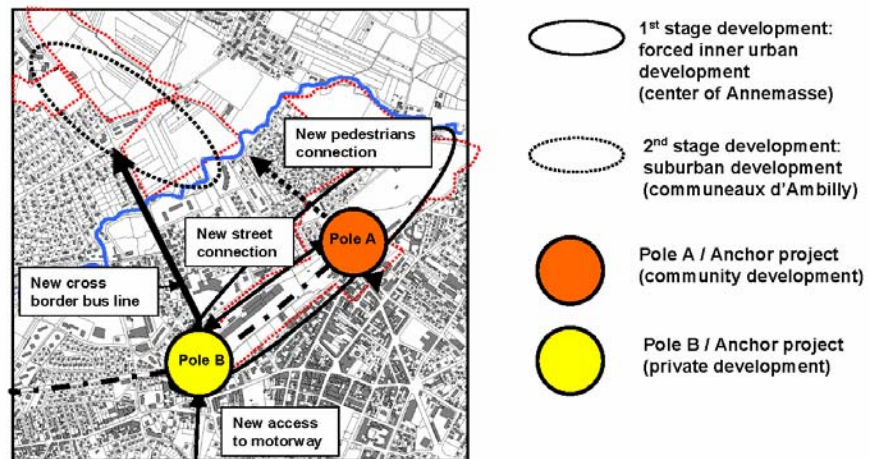 New pedestrians
connection
Pole A
New street
connection
New cross
border bus line
Pole B
New access
to motorway
1st stage development:
forced inner urban
development
(center of Annemasse)
2nd stage development:
suburban development
(communeaux d'Ambilly)
Pole A / Anchor project
(community development)
Pole B / Anchor project
(private development)